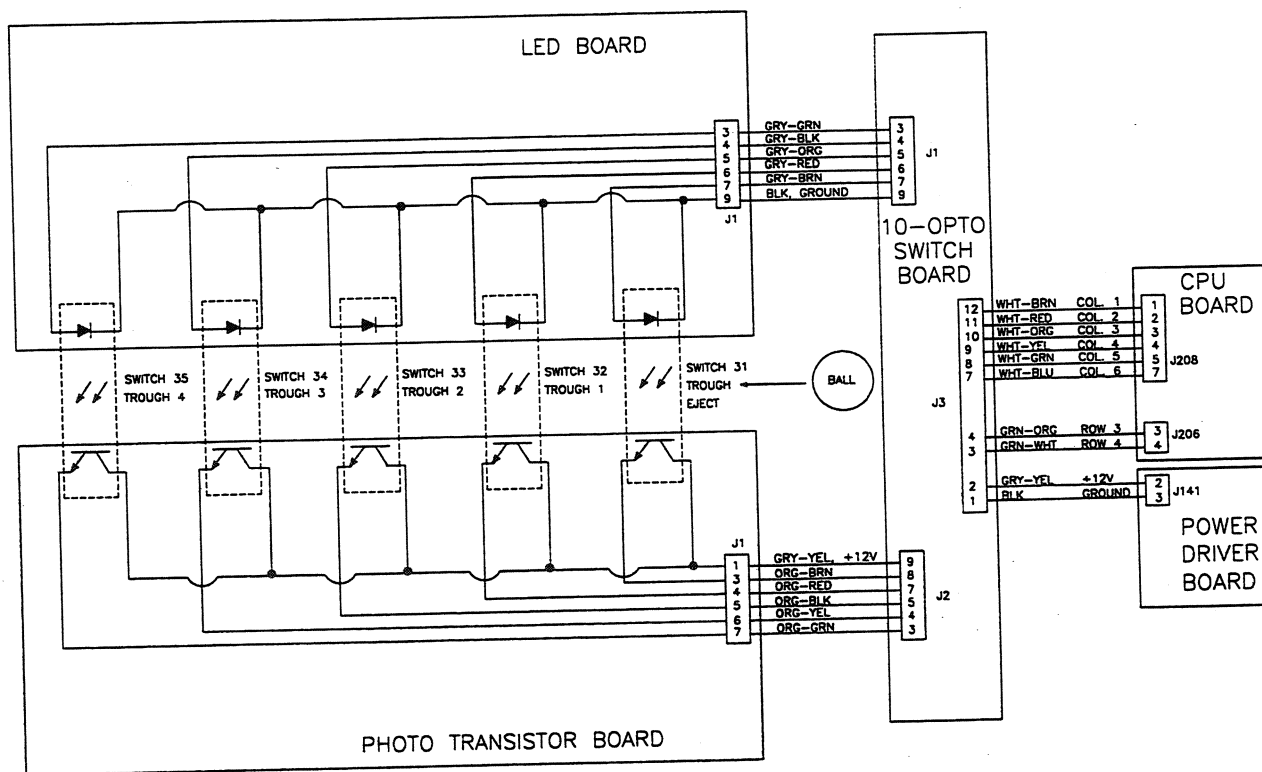 LED BOARD
3
4
5
6
7
9
J1
GRY-GRN
GRY-BLK
GRY-ORG
GRY-RED
GRY-BRN
BLK, GROUND
3
4
5
6
7
9
J1
10-OPTO
SWITCH
BOARD
SWITCH 35
TROUGH 4
SWITCH 34
TROUGH 3
SWITCH 33
TROUGH 2
SWITCH 32
TROUGH 1
SWITCH 31
TROUGH
EJECT
BALL
12
11
10
9
8
7
4
3
2
1
J3
WHT-BRN COL. 1
WHT-RED COL. 2
WHT-ORG COL. 3
WHT-YEL COL. 4
WHT-GRN COL. 5
WHT-BLU COL. 6
GRN-ORG ROW 3
GRN-WHT ROW 4
GRY-YEL +12V
BLK GROUND
CPU
BOARD
1
2
3
4
5
7
J208
3
4
J206
2
3
J141
POWER
DRIVER
BOARD
J1
1
3
4
5
6
7
GRY-YEL, +12V
ORG-BRN
ORG-RED
ORG-BLK
ORG-YEL
ORG-GRN
9
8
7
5
4
3
J2
PHOTO TRANSISTOR BOARD